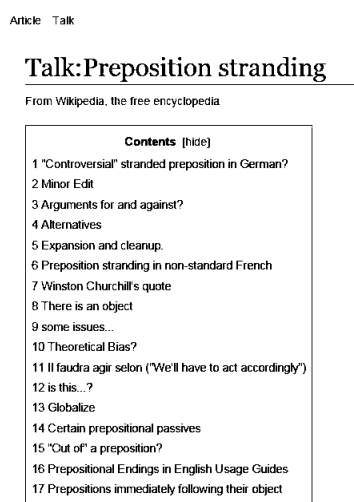 Article Talk
Talk:Preposition stranding
From Wikipedia, the free encyclopedia
Contents [hide]
1 "Controversial" stranded preposition in German?
2 Minor Edit
3 Arguments for and against?
4 Alternatives
5 Expansion and cleanup.
6 Preposition stranding in non-standard French
7 Winston Churchill's quote
8 There is an object
9 some issues...
10 Theoretical Bias?
11 Il faudra agir selon ("We'll have to act accordingly")
12 is this...?
13 Globalize
14 Certain prepositional passives
15 "Out of" a preposition?
16 Prepositional Endings in English Usage Guides
17 Prepositions immediately following their object